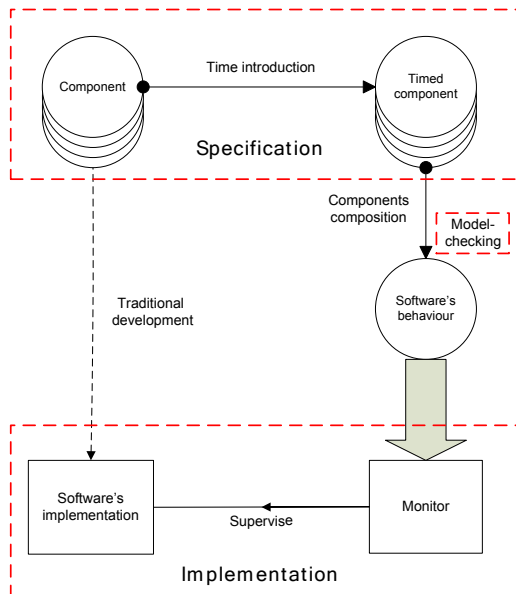 Time introduction
Component
Timed
component
Specification
Components
composition
Model-
checking
Traditional
development
Software's
behaviour
Software's
implementation
Monitor
Supervise
Implementation